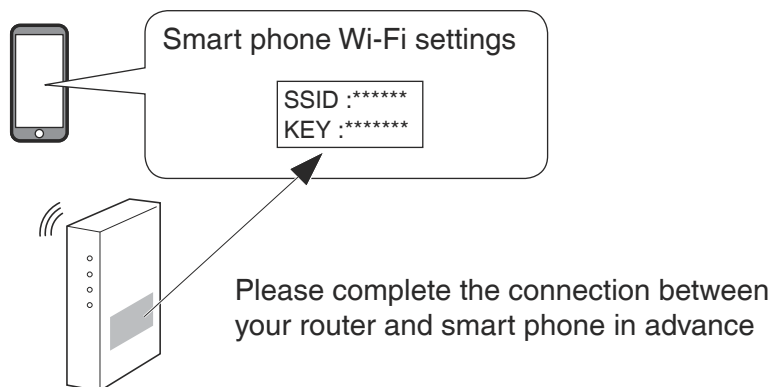 Smart phone Wi-Fi settings
SSID :******
KEY :*******
Please complete the connection between
your router and smart phone in advance